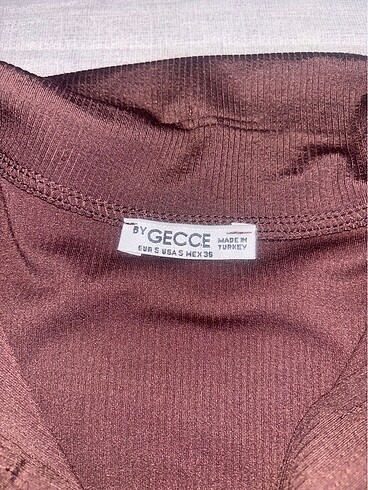 BY GECCE MADE IN TURKEY
EUR S USA S MEX 36